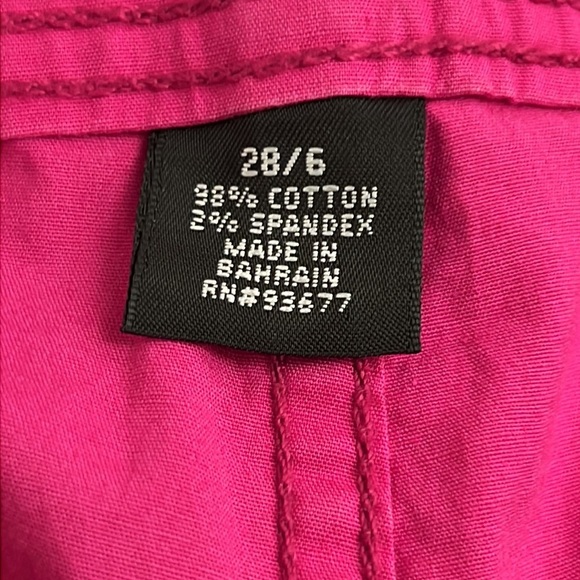 28/6
98% COTTON
2% SPANDEX
MADE IN
BAHRAIN
RN#93677